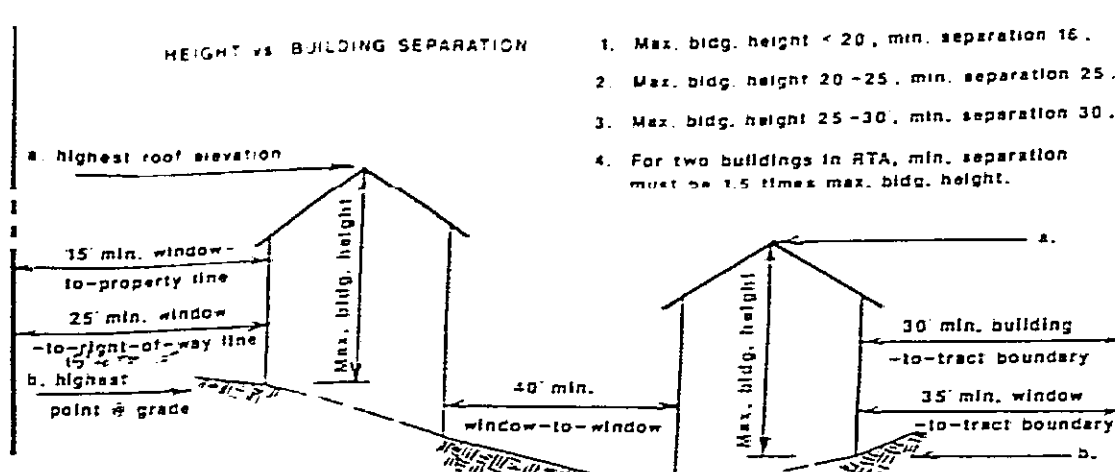 HEIGHT vs BUILDING SEPARATION
1. Max. bldg. height < 20, min. separation 16.
2. Max. bldg. height 20-25, min. separation 25.
3. Max. bldg. height 25-30', min. separation 30.
4. For two buildings in RTA, min. separation
must be 1.5 times max. bldg. height.
a. highest roof elevation
Max. bldg. height
15' min. window-
to-property line
25' min. window
-to-right-of-way line
b. highest
point @ grade
40' min.
window-to-window
a.
Max. bldg. height
30' min. building
-to-tract boundary
35' min. window
-to-tract boundary
b.